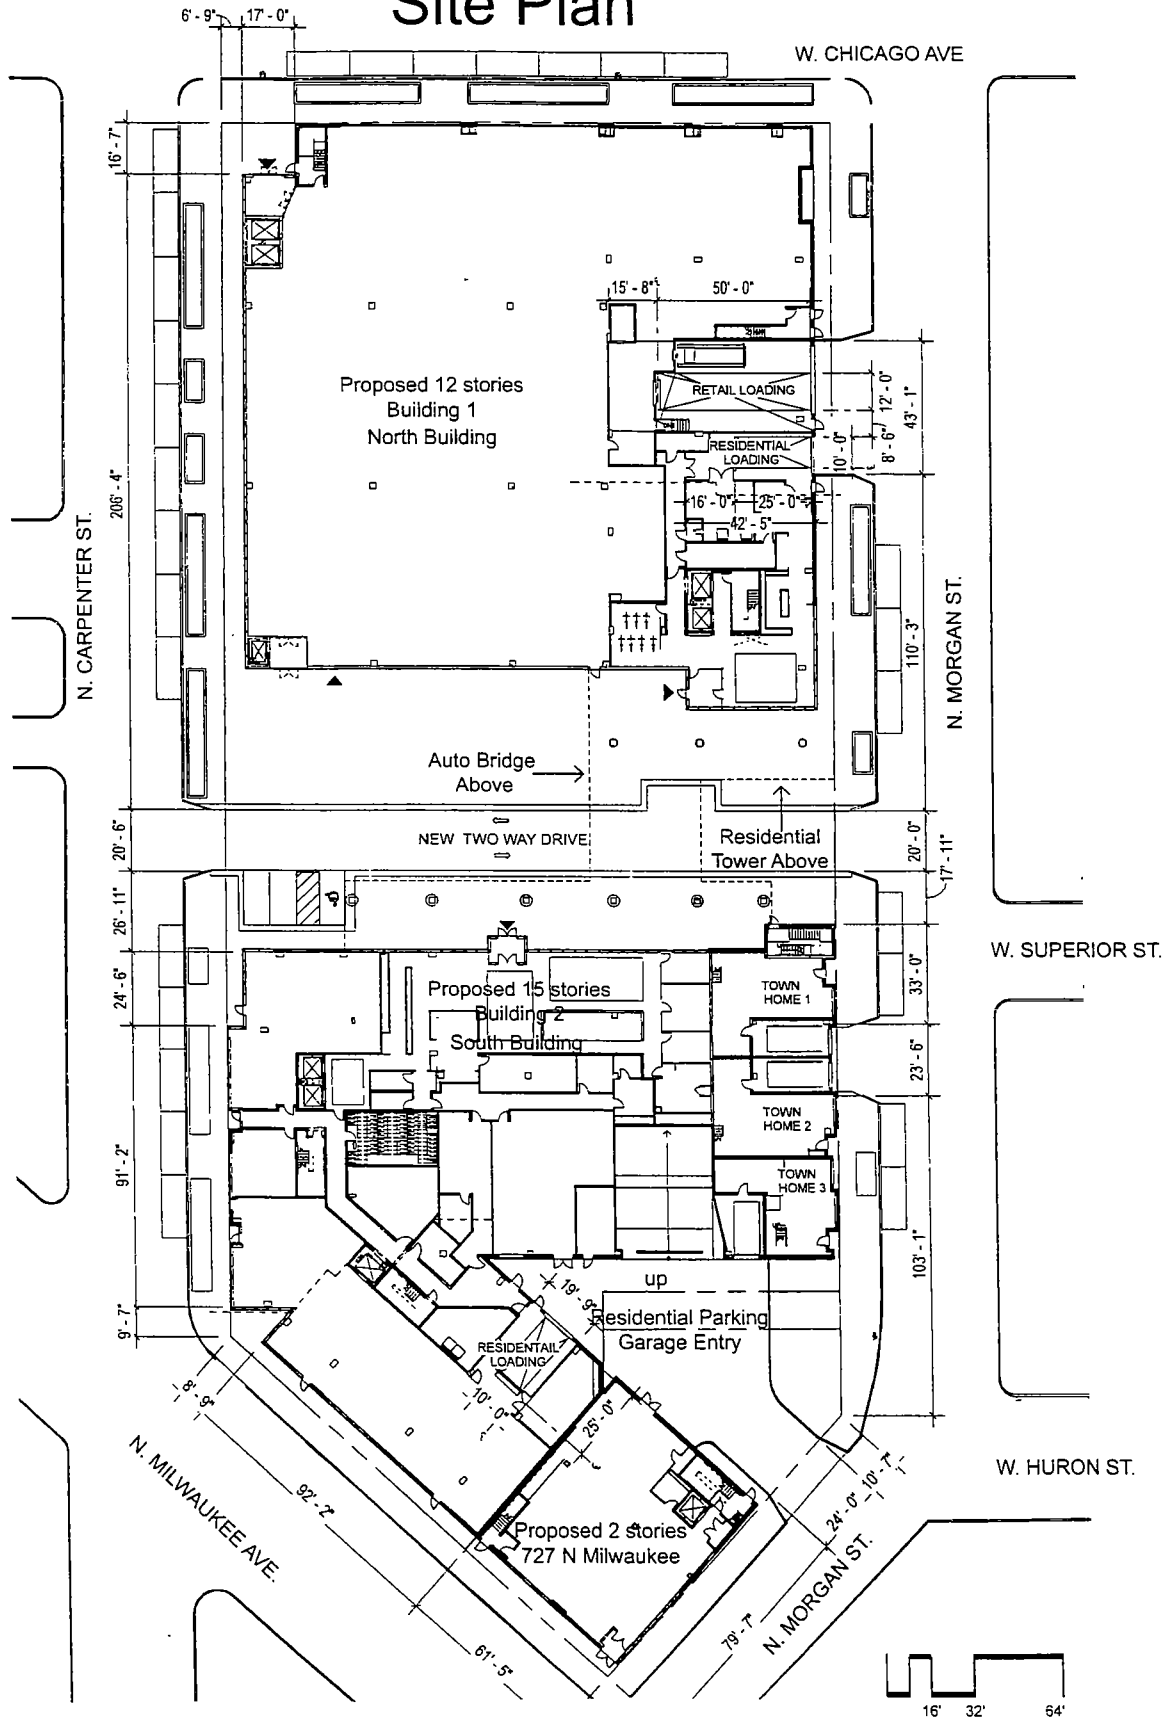 Site Plan
6' - 9"
17' - 0"
W. CHICAGO AVE
16' - 7"
15' - 8"
50' - 0"
Proposed 12 stories
Building 1
North Building
RETAIL LOADING
12' - 0"
43' - 1"
RESIDENTIAL
LOADING
10' - 0"
8' - 6"
206' - 4"
16' - 0"
25' - 0"
42' - 5"
N. CARPENTER ST.
N. MORGAN ST.
110' - 3"
Auto Bridge
Above
20' - 6"
NEW TWO WAY DRIVE
Residential
Tower Above
20' - 0"
17' - 11"
26' - 11"
W. SUPERIOR ST.
24' - 6"
Proposed 15 stories
Building 2
South Building
TOWN
HOME 1
33' - 0"
23' - 6"
TOWN
HOME 2
91' - 2"
TOWN
HOME 3
103' - 1"
up
19' - 9"
Residential Parking
Garage Entry
9' - 7"
RESIDENTAIL
LOADING
8' - 9"
10' - 0"
25' - 0"
N. MILWAUKEE AVE.
92' - 2"
10' - 7"
24' - 0"
W. HURON ST.
Proposed 2 stories
727 N Milwaukee
N. MORGAN ST.
79' - 7"
61' - 5"
16'
32'
64'